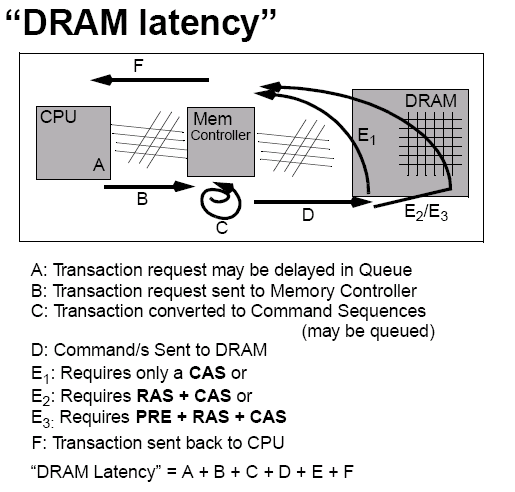 “DRAM latency”
F
CPU
Mem
Controller
DRAM
E₁
A
B
C
D
E₂/E₃
A: Transaction request may be delayed in Queue
B: Transaction request sent to Memory Controller
C: Transaction converted to Command Sequences
(may be queued)
D: Command/s Sent to DRAM
E₁: Requires only a CAS or
E₂: Requires RAS + CAS or
E₃: Requires PRE + RAS + CAS
F: Transaction sent back to CPU
“DRAM Latency” = A + B + C + D + E + F